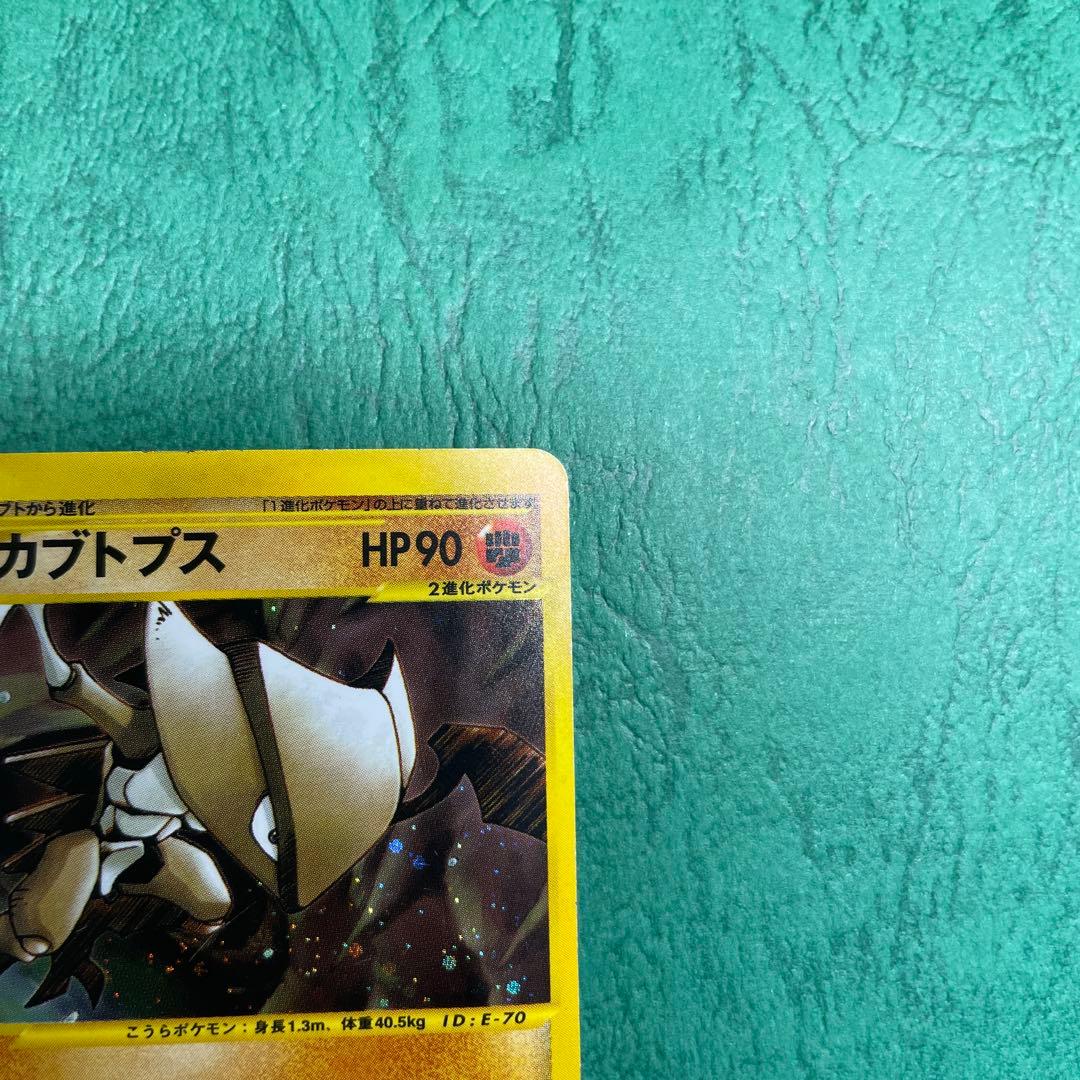 ブトから進化 「1進化ポケモン」の上に重ねて進化させます
カブトプス HP90
2進化ポケモン
こうらポケモン：身長1.3m、体重40.5kg ID：E-70